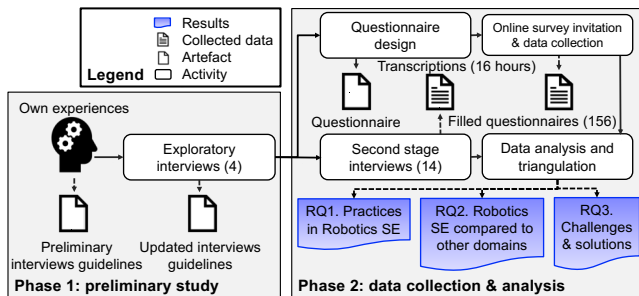 Results
Collected data
Artefact
Legend
Activity
Own experiences
Exploratory
interviews (4)
Preliminary
interviews guidelines
Updated interviews
guidelines
Phase 1: preliminary study
Questionnaire
design
Online survey invitation
& data collection
Transcriptions (16 hours)
Questionnaire
Filled questionnaires (156)
Second stage
interviews (14)
Data analysis and
triangulation
RQ1. Practices
in Robotics SE
RQ2. Robotics
SE compared to
other domains
RQ3.
Challenges
& solutions
Phase 2: data collection & analysis